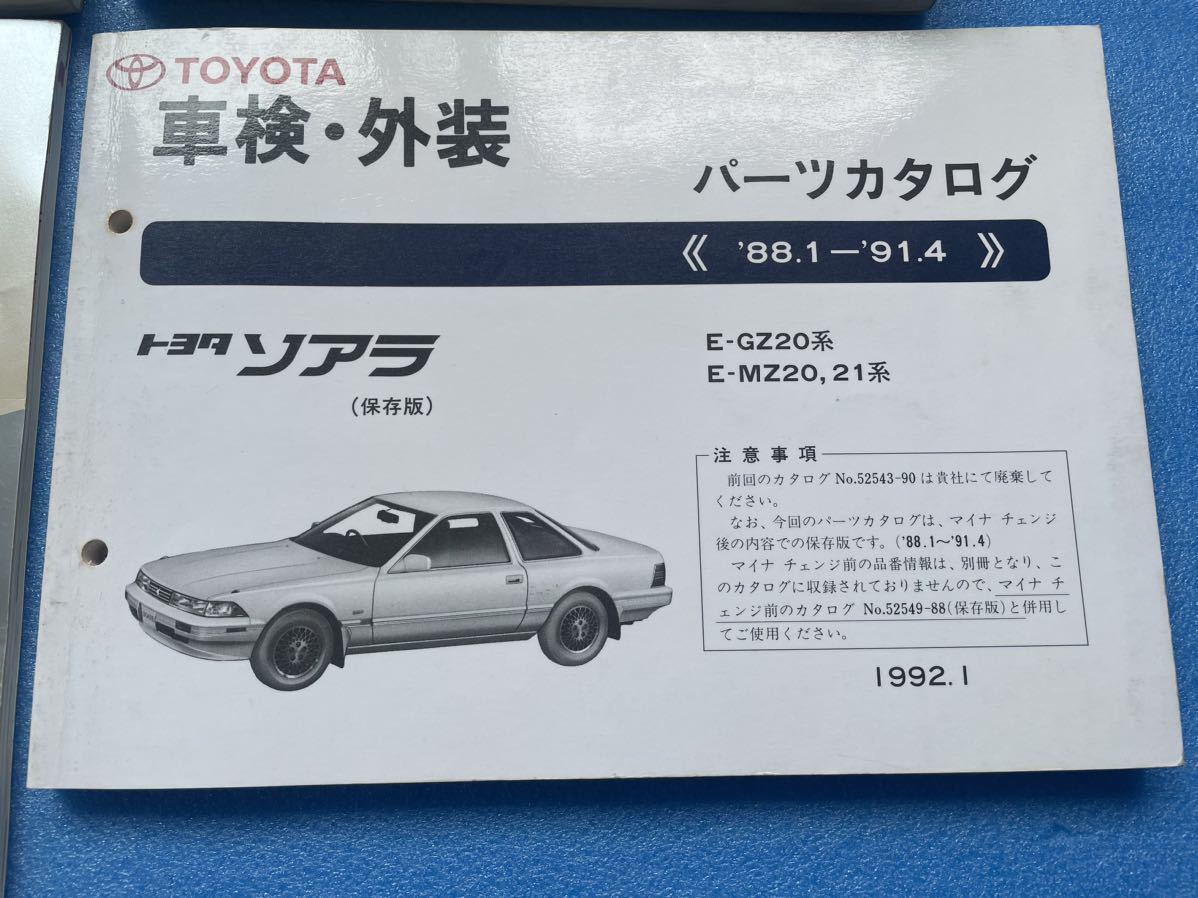 TOYOTA
車検・外装
パーツカタログ
《 '88.1—'91.4 》
トヨタ ソアラ
(保存版)
E-GZ20系
E-MZ20, 21系
注意事項
前回のカタログ No.52543-90 は貴社にて廃棄して
ください。
なお、今回のパーツカタログは、マイナ チェンジ
後の内容での保存版です。('88.1〜'91.4)
マイナ チェンジ前の品番情報は、別冊となり、こ
のカタログに収録されておりませんので、マイナ チ
ェンジ前のカタログ No.52549-88(保存版)と併用し
てご使用ください。
1992.1